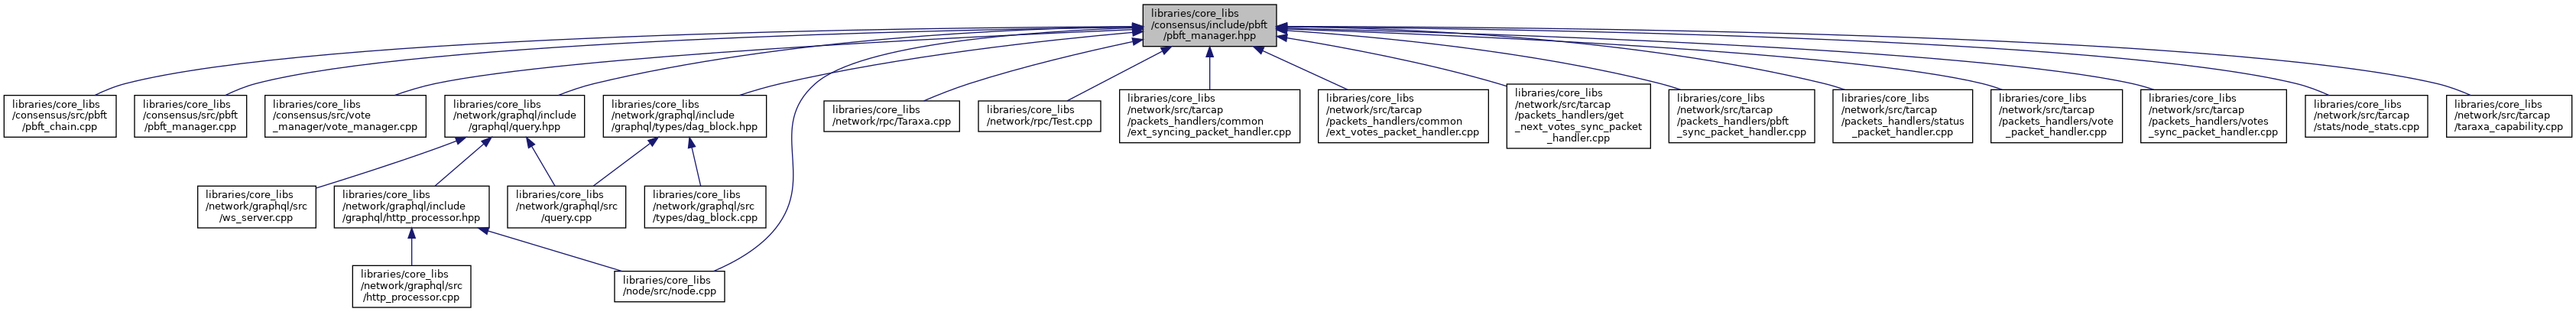 libraries/core_libs
/consensus/include/pbft
/pbft_manager.hpp
libraries/core_libs
/consensus/src/pbft
/pbft_chain.cpp
libraries/core_libs
/consensus/src/pbft
/pbft_manager.cpp
libraries/core_libs
/consensus/src/vote
_manager/vote_manager.cpp
libraries/core_libs
/network/graphql/include
/graphql/query.hpp
libraries/core_libs
/network/graphql/include
/graphql/types/dag_block.hpp
libraries/core_libs
/network/rpc/Taraxa.cpp
libraries/core_libs
/network/rpc/Test.cpp
libraries/core_libs
/network/src/tarcap
/packets_handlers/common
/ext_syncing_packet_handler.cpp
libraries/core_libs
/network/src/tarcap
/packets_handlers/common
/ext_votes_packet_handler.cpp
libraries/core_libs
/network/src/tarcap
/packets_handlers/get
_next_votes_sync_packet
_handler.cpp
libraries/core_libs
/network/src/tarcap
/packets_handlers/pbft
_sync_packet_handler.cpp
libraries/core_libs
/network/src/tarcap
/packets_handlers/status
_packet_handler.cpp
libraries/core_libs
/network/src/tarcap
/packets_handlers/vote
_packet_handler.cpp
libraries/core_libs
/network/src/tarcap
/packets_handlers/votes
_sync_packet_handler.cpp
libraries/core_libs
/network/src/tarcap
/stats/node_stats.cpp
libraries/core_libs
/network/src/tarcap
/taraxa_capability.cpp
libraries/core_libs
/network/graphql/src
/ws_server.cpp
libraries/core_libs
/network/graphql/include
/graphql/http_processor.hpp
libraries/core_libs
/network/graphql/src
/query.cpp
libraries/core_libs
/network/graphql/src
/types/dag_block.cpp
libraries/core_libs
/network/graphql/src
/http_processor.cpp
libraries/core_libs
/node/src/node.cpp